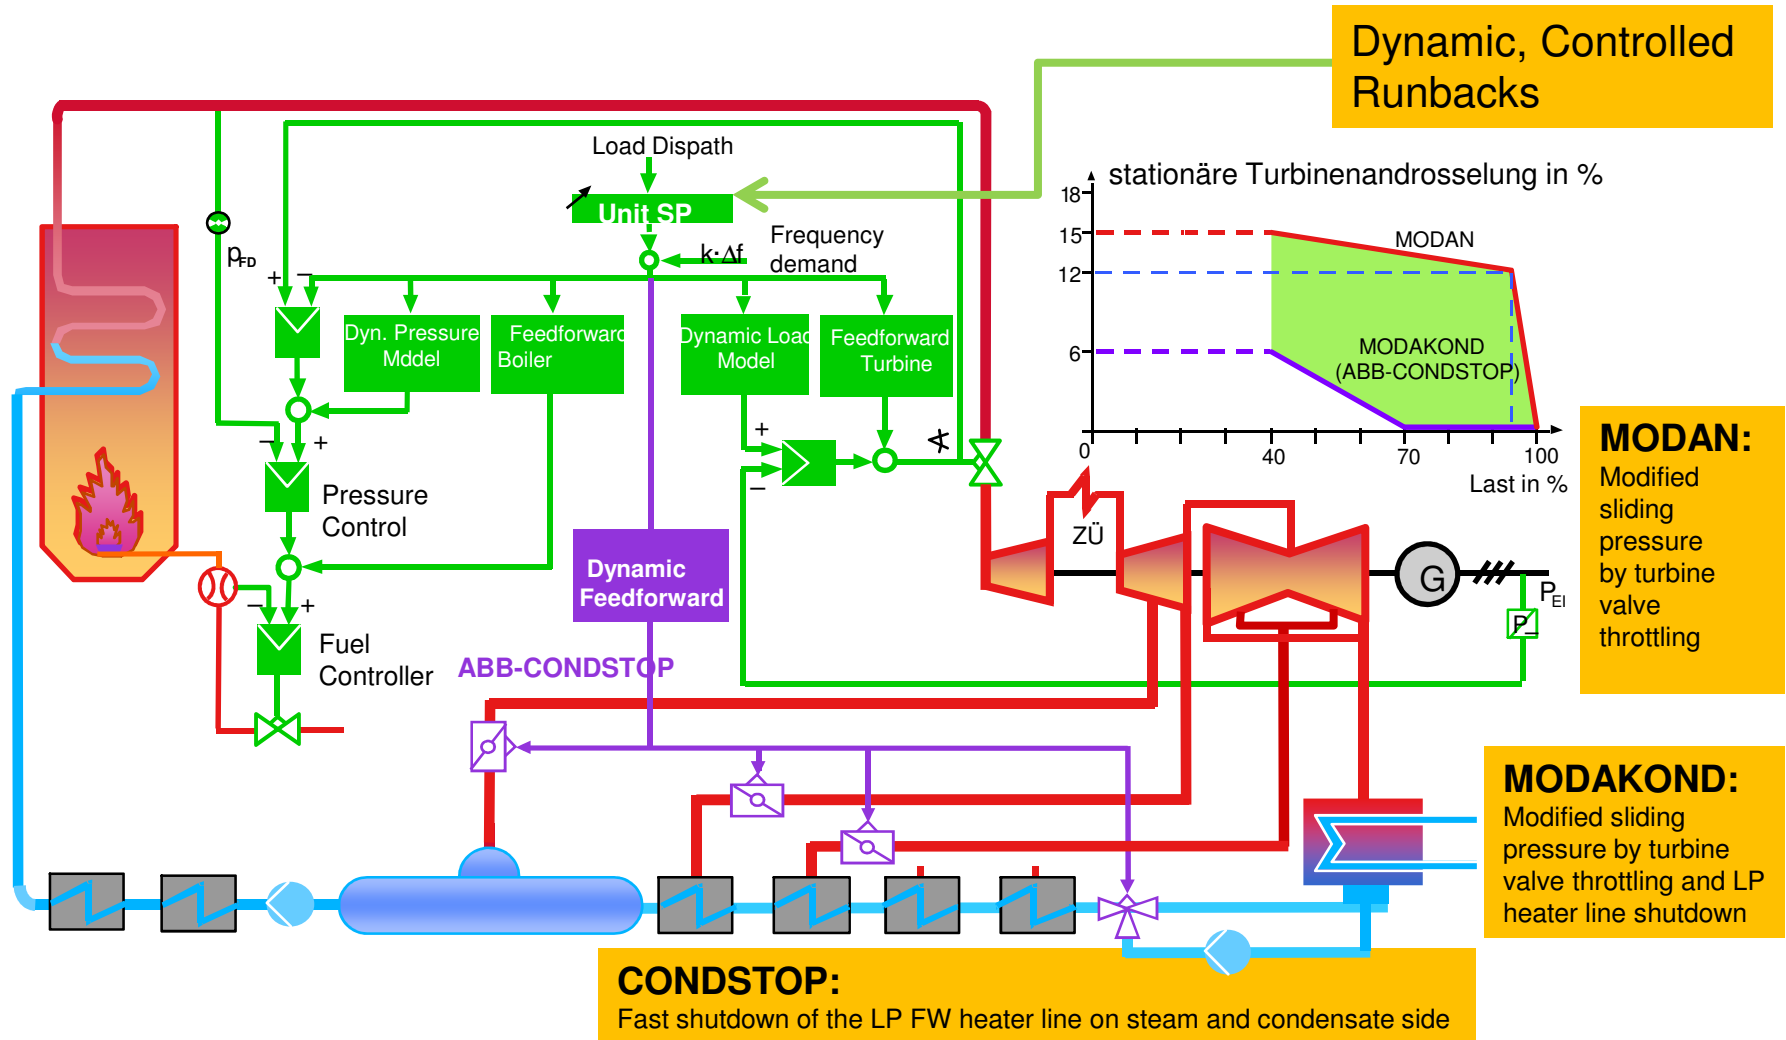 Dynamic, Controlled
Runbacks
Load Dispath
Unit SP
k·Δf
Frequency
demand
pFD
+
–
Dyn. Pressure
Mddel
Feedforward
Boiler
Dynamic Load
Model
Feedforward
Turbine
–
+
+
–
∢
Pressure
Control
–
+
Fuel
Controller
Dynamic
Feedforward
ABB-CONDSTOP
stationäre Turbinenandrosselung in %
18
15
12
6
0
40
70
100
Last in %
MODAN
MODAKOND
(ABB-CONDSTOP)
ZÜ
G
PEl
P_
MODAN:
Modified
sliding
pressure
by turbine
valve
throttling
MODAKOND:
Modified sliding
pressure by turbine
valve throttling and LP
heater line shutdown
CONDSTOP:
Fast shutdown of the LP FW heater line on steam and condensate side